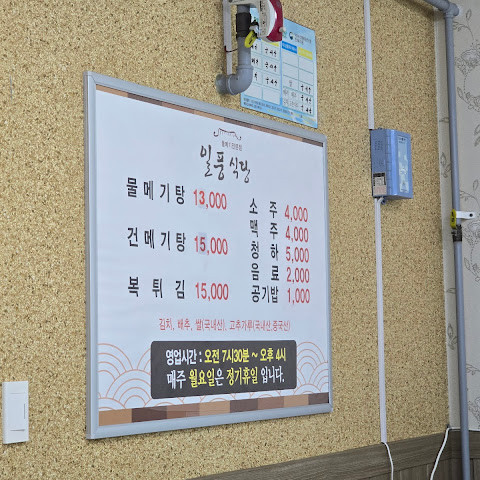 일풍식당
물메기탕 13,000
건메기탕 15,000
복튀김 15,000
소주 4,000
맥주 4,000
청하 5,000
음료 2,000
공기밥 1,000
김치, 배추, 쌀(국내산), 고추가루(국내산,중국산)
영업시간 : 오전 7시30분 ~ 오후 4시
매주 월요일은 정기휴일 입니다.